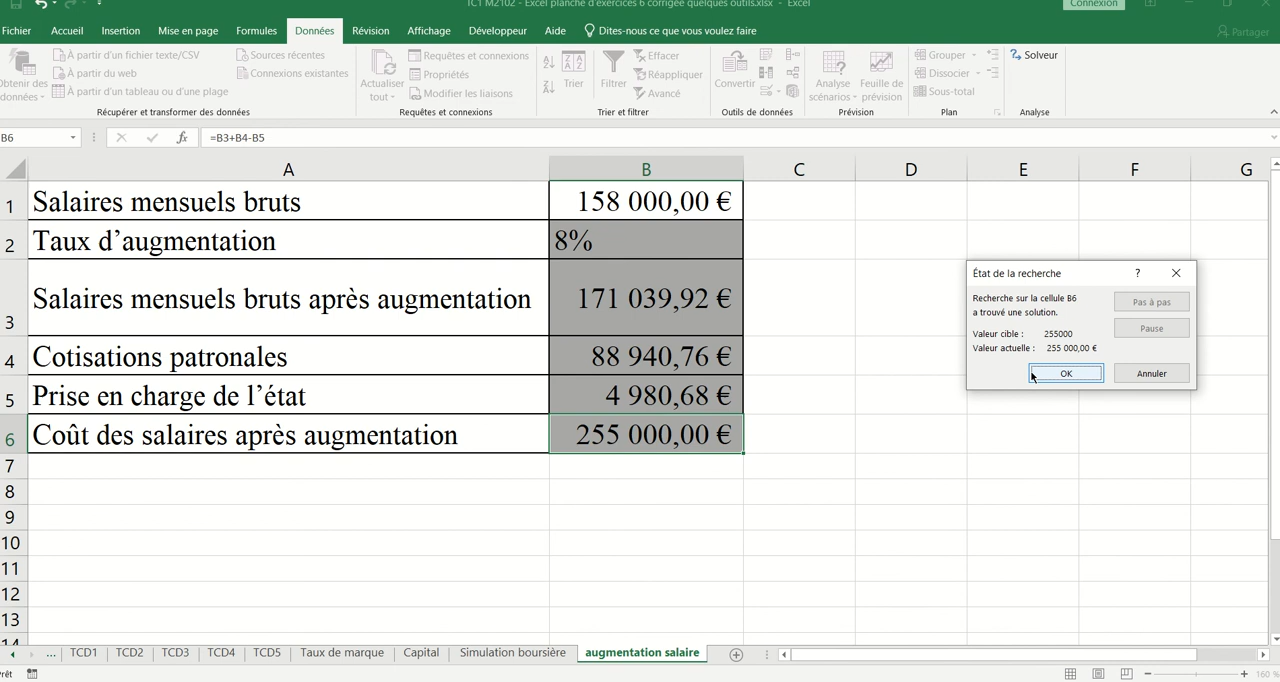 TC1 M2102 - Excel planche d'exercices 6 corrigée quelques outils.xlsx - Excel
Connexion
Fichier Accueil Insertion Mise en page Formules Données Révision Affichage Développeur Aide Dites-nous ce que vous voulez faire Partager
Obtenir des données
À partir d'un fichier texte/CSV
À partir du web
À partir d'un tableau ou d'une plage
Sources récentes
Connexions existantes
Récupérer et transformer des données
Actualiser tout
Requêtes et connexions
Propriétés
Modifier les liaisons
Requêtes et connexions
Trier
Filtrer
Effacer
Réappliquer
Avancé
Trier et filtrer
Convertir
Outils de données
Analyse scénarios
Feuille de prévision
Prévision
Grouper
Dissocier
Sous-total
Plan
Solveur
Analyse
B6 fx =B3+B4-B5
A B C D E F G
1 Salaires mensuels bruts 158 000,00 €
2 Taux d’augmentation 8%
3 Salaires mensuels bruts après augmentation 171 039,92 €
4 Cotisations patronales 88 940,76 €
5 Prise en charge de l’état 4 980,68 €
6 Coût des salaires après augmentation 255 000,00 €
7
8
9
10
11
12
13
14
État de la recherche ?
Recherche sur la cellule B6
a trouvé une solution.
Valeur cible : 255000
Valeur actuelle : 255 000,00 €
Pas à pas
Pause
OK Annuler
... TCD1 TCD2 TCD3 TCD4 TCD5 Taux de marque Capital Simulation boursière augmentation salaire
Prêt 160 %